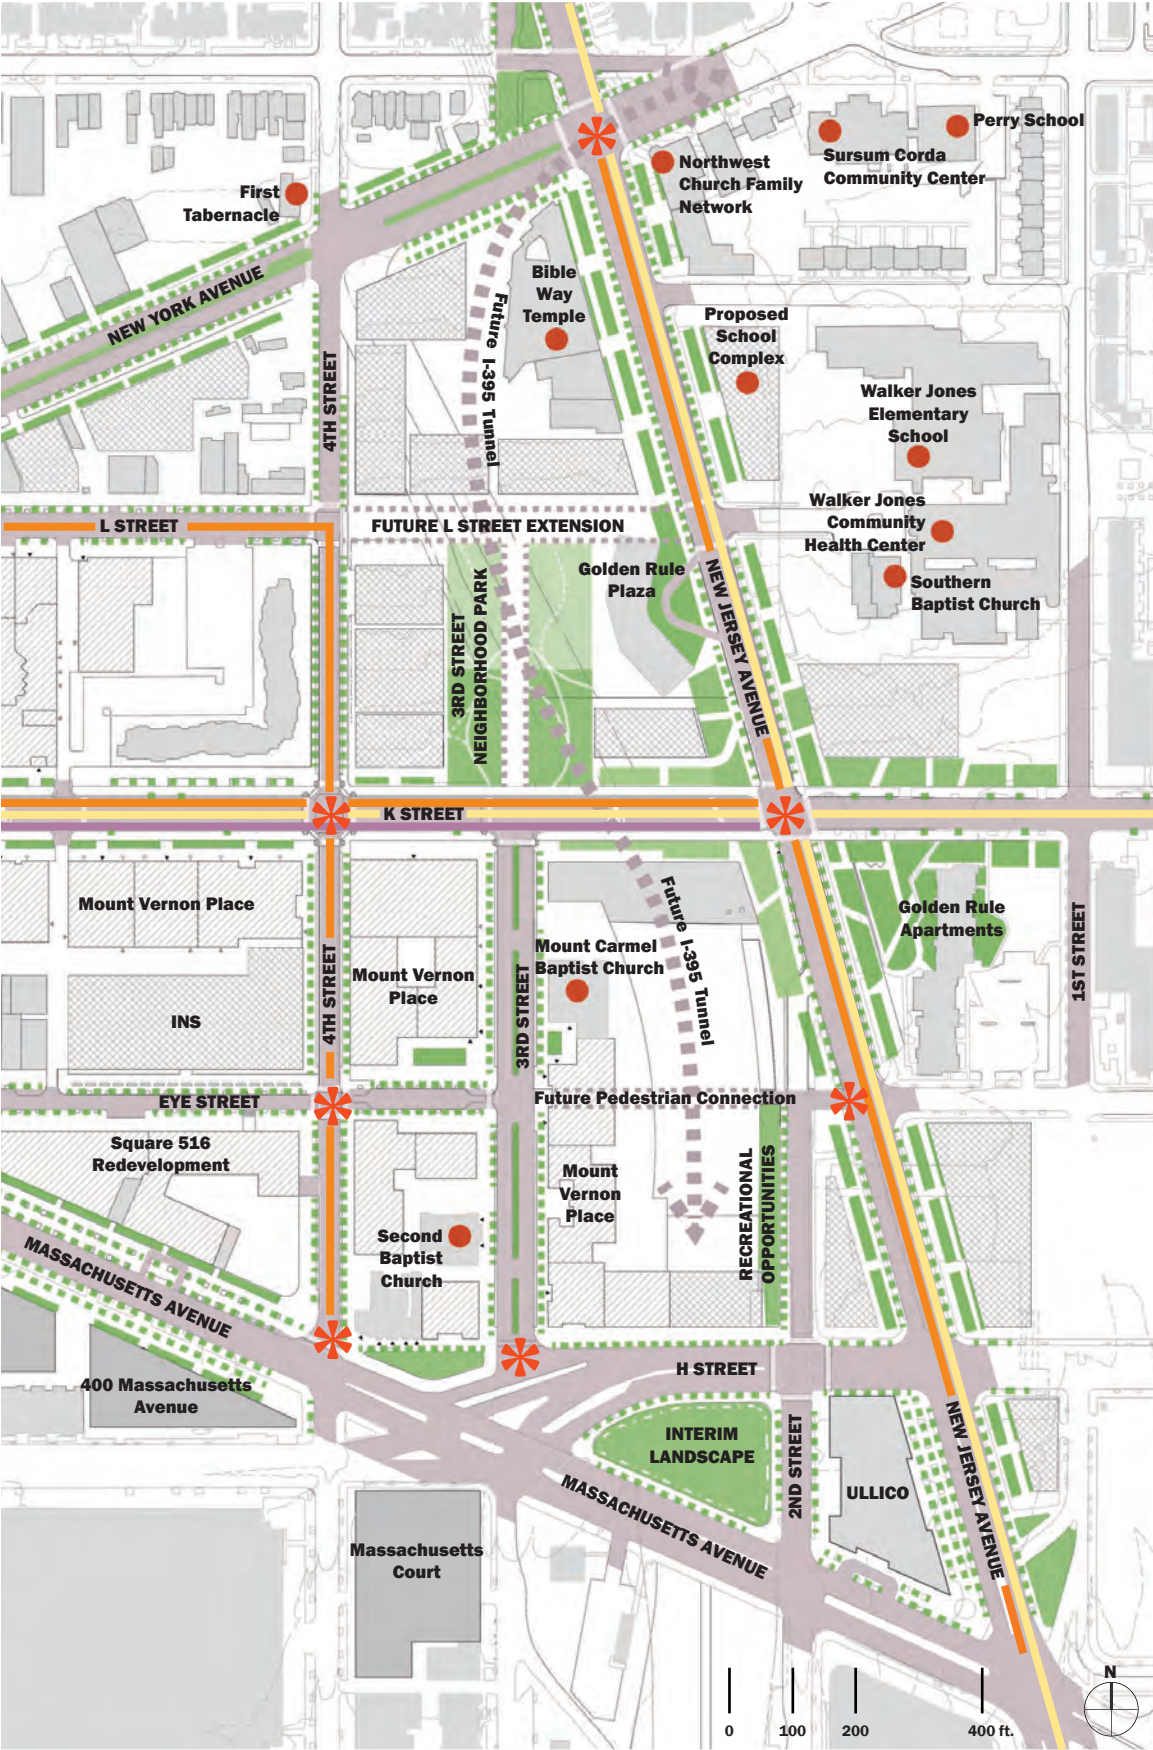 Perry School
Sursum Corda
Community Center
Northwest
Church Family
Network
First
Tabernacle
NEW YORK AVENUE
Bible
Way
Temple
Future I-395 Tunnel
Proposed
School
Complex
4TH STREET
Walker Jones
Elementary
School
Walker Jones
Community
Health Center
L STREET
FUTURE L STREET EXTENSION
Golden Rule
Plaza
Southern
Baptist Church
NEW JERSEY AVENUE
3RD STREET
NEIGHBORHOOD PARK
K STREET
Mount Vernon Place
Future I-395 Tunnel
Golden Rule
Apartments
1ST STREET
Mount Carmel
Baptist Church
Mount Vernon
Place
4TH STREET
3RD STREET
INS
EYE STREET
Future Pedestrian Connection
Square 516
Redevelopment
Mount
Vernon
Place
RECREATIONAL
OPPORTUNITIES
Second
Baptist
Church
MASSACHUSETTS AVENUE
H STREET
400 Massachusetts
Avenue
INTERIM
LANDSCAPE
2ND STREET
NEW JERSEY AVENUE
ULLICO
MASSACHUSETTS AVENUE
Massachusetts
Court
N
0 100 200 400 ft.